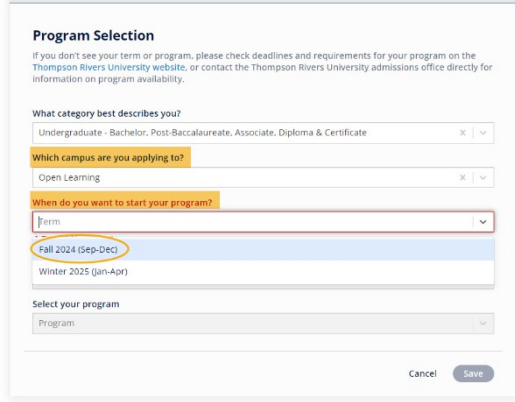 Program Selection
If you don't see your term or program, please check deadlines and requirements for your program on the
Thompson Rivers University website, or contact the Thompson Rivers University admissions office directly for
information on program availability.
What category best describes you?
Undergraduate - Bachelor, Post-Baccalaureate, Associate, Diploma & Certificate
Which campus are you applying to?
Open Learning
When do you want to start your program?
Term
Fall 2024 (Sep-Dec)
Winter 2025 (Jan-Apr)
Select your program
Program
Cancel Save